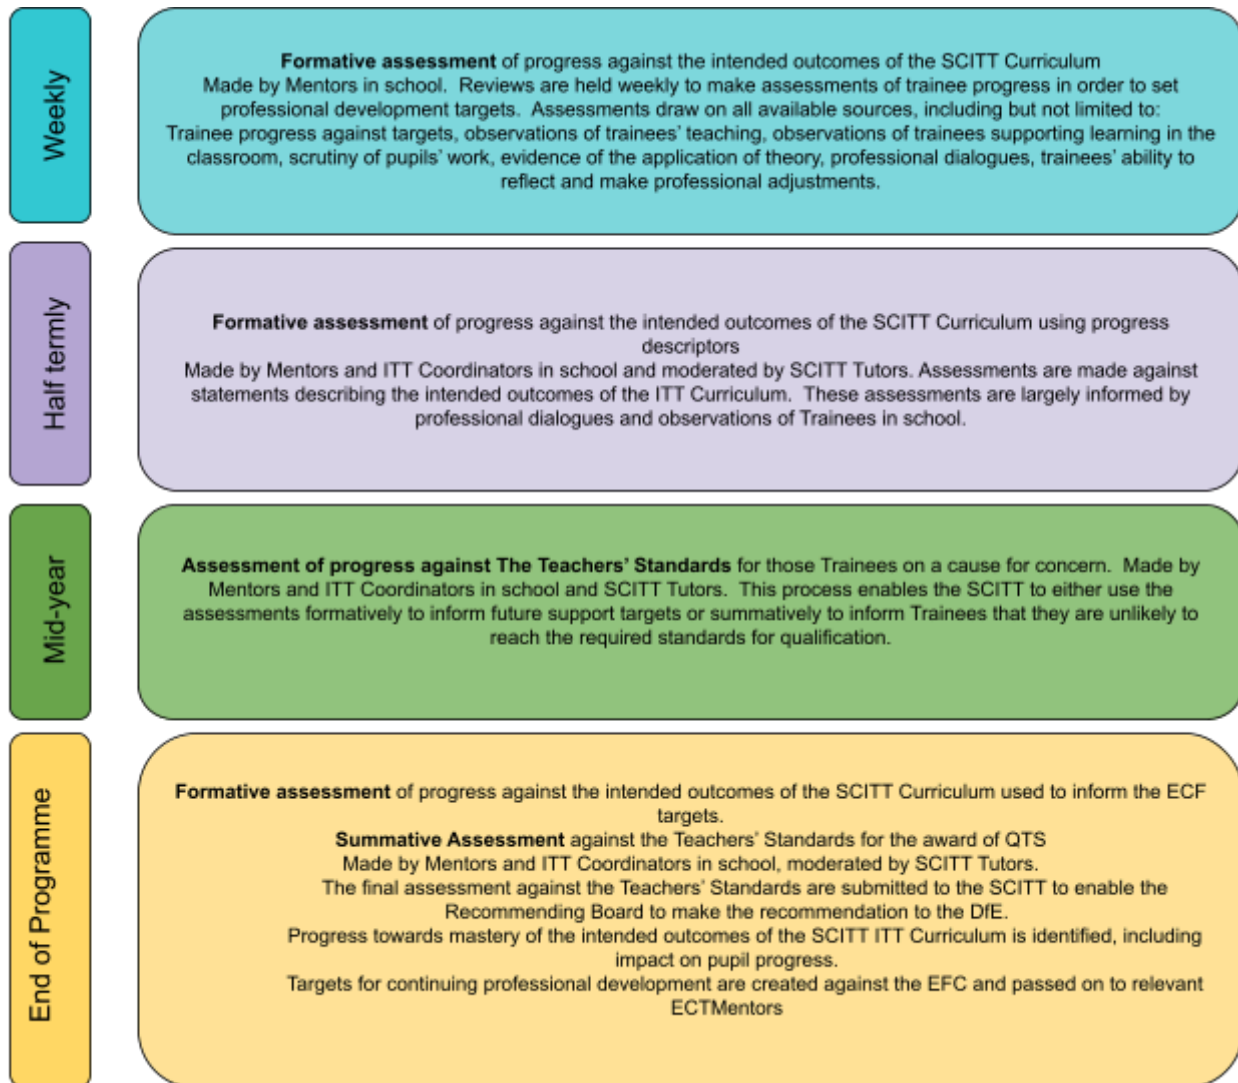 Weekly
Formative assessment of progress against the intended outcomes of the SCITT Curriculum
Made by Mentors in school. Reviews are held weekly to make assessments of trainee progress in order to set
professional development targets. Assessments draw on all available sources, including but not limited to:
Trainee progress against targets, observations of trainees' teaching, observations of trainees supporting learning in the
classroom, scrutiny of pupils' work, evidence of the application of theory, professional dialogues, trainees' ability to
reflect and make professional adjustments.
Half termly
Formative assessment of progress against the intended outcomes of the SCITT Curriculum using progress
descriptors
Made by Mentors and ITT Coordinators in school and moderated by SCITT Tutors. Assessments are made against
statements describing the intended outcomes of the ITT Curriculum. These assessments are largely informed by
professional dialogues and observations of Trainees in school.
Mid-year
Assessment of progress against The Teachers' Standards for those Trainees on a cause for concern. Made by
Mentors and ITT Coordinators in school and SCITT Tutors. This process enables the SCITT to either use the
assessments formatively to inform future support targets or summatively to inform Trainees that they are unlikely to
reach the required standards for qualification.
End of Programme
Formative assessment of progress against the intended outcomes of the SCITT Curriculum used to inform the ECF
targets.
Summative Assessment against the Teachers' Standards for the award of QTS
Made by Mentors and ITT Coordinators in school, moderated by SCITT Tutors.
The final assessment against the Teachers' Standards are submitted to the SCITT to enable the
Recommending Board to make the recommendation to the DfE.
Progress towards mastery of the intended outcomes of the SCITT ITT Curriculum is identified, including
impact on pupil progress.
Targets for continuing professional development are created against the EFC and passed on to relevant
ECTMentors